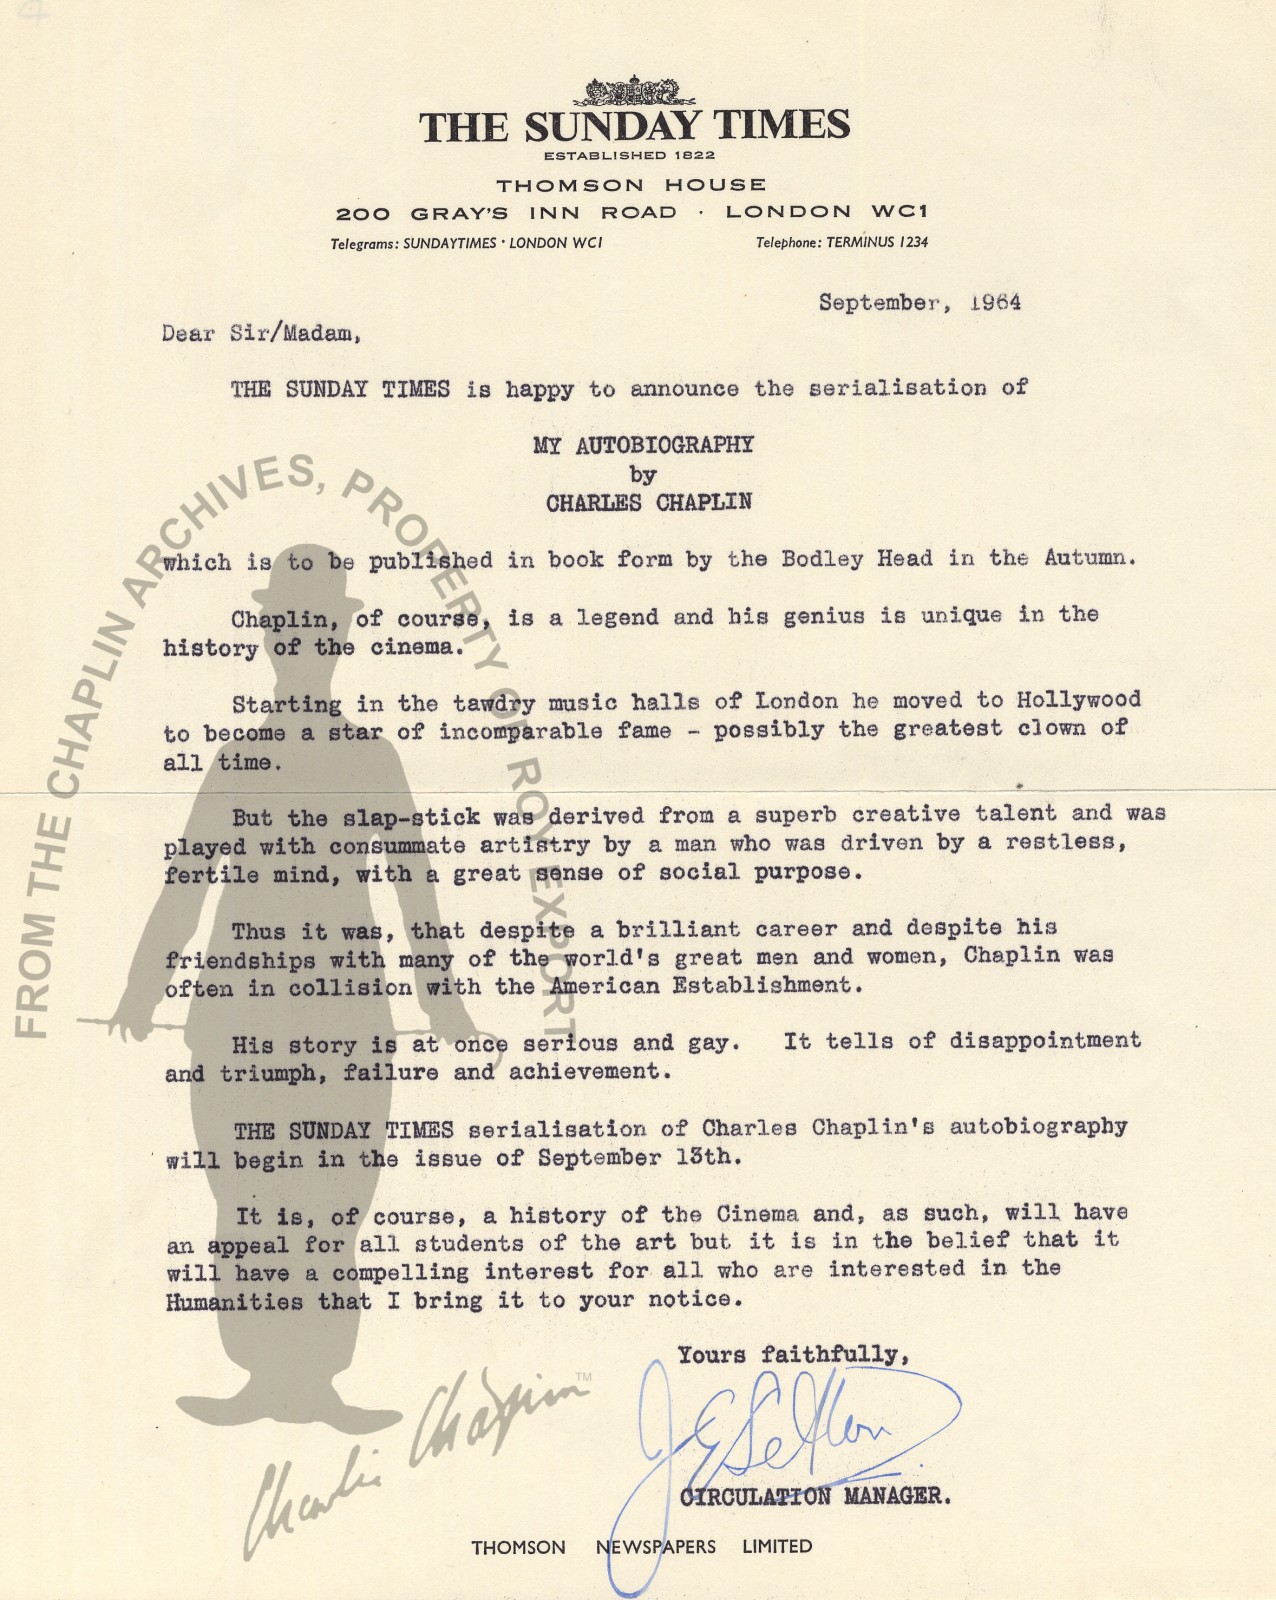 THE SUNDAY TIMES
ESTABLISHED 1822
THOMSON HOUSE
200 GRAY'S INN ROAD · LONDON WC1
Telegrams: SUNDAYTIMES · LONDON WC1 Telephone: TERMINUS 1234
September, 1964
Dear Sir/Madam,
THE SUNDAY TIMES is happy to announce the serialisation of
MY AUTOBIOGRAPHY
by
CHARLES CHAPLIN
which is to be published in book form by the Bodley Head in the Autumn.
Chaplin, of course, is a legend and his genius is unique in the
history of the cinema.
Starting in the tawdry music halls of London he moved to Hollywood
to become a star of incomparable fame - possibly the greatest clown of
all time.
But the slap-stick was derived from a superb creative talent and was
played with consummate artistry by a man who was driven by a restless,
fertile mind, with a great sense of social purpose.
Thus it was, that despite a brilliant career and despite his
friendships with many of the world's great men and women, Chaplin was
often in collision with the American Establishment.
His story is at once serious and gay. It tells of disappointment
and triumph, failure and achievement.
THE SUNDAY TIMES serialisation of Charles Chaplin's autobiography
will begin in the issue of September 13th.
It is, of course, a history of the Cinema and, as such, will have
an appeal for all students of the art but it is in the belief that it
will have a compelling interest for all who are interested in the
Humanities that I bring it to your notice.
Yours faithfully,
CIRCULATION MANAGER.
THOMSON NEWSPAPERS LIMITED
FROM THE CHAPLIN ARCHIVES, PROPERTY OF ROY EXPORT
Charlie Chaplin™